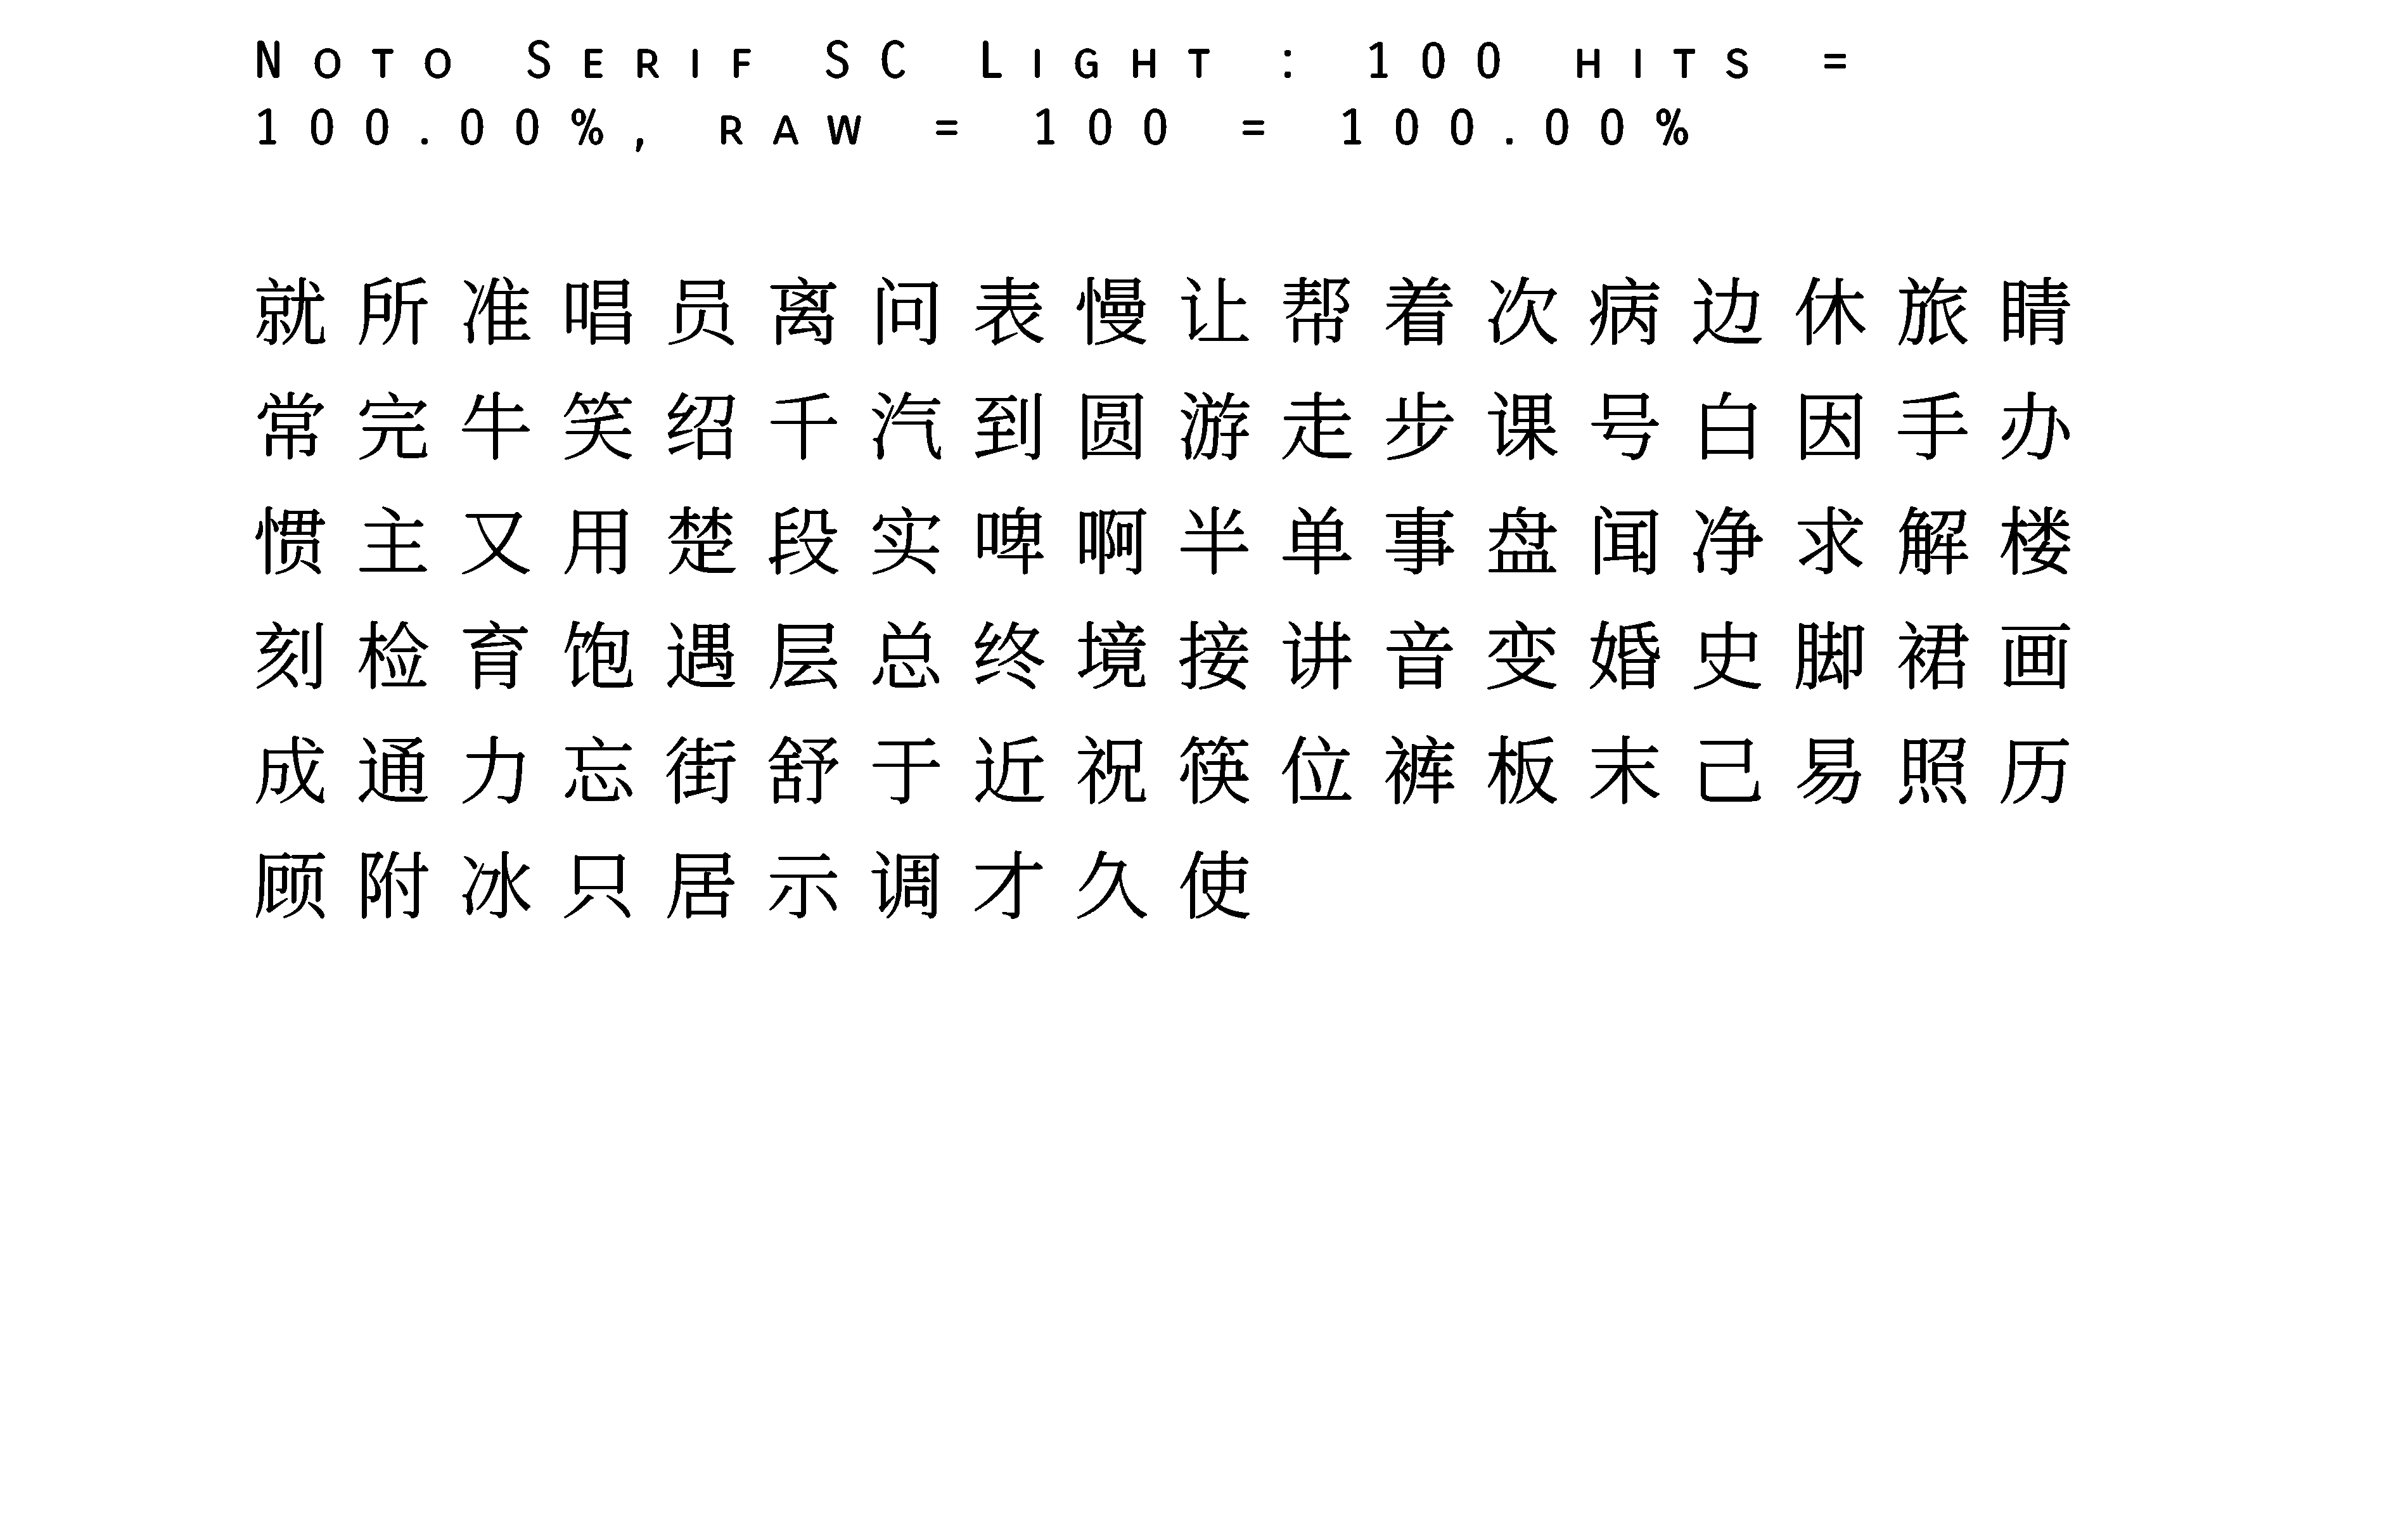 Noto Serif SC Light : 100 hits =
100.00%, raw = 100 = 100.00%
就所准唱员离问表慢让帮着次病边休旅睛
常完牛笑绍千汽到圆游走步课号白因手办
惯主又用楚段实啤啊半单事盘闻净求解楼
刻检育饱遇层总终境接讲音变婚史脚裙画
成通力忘街舒于近祝筷位裤板末己易照历
顾附冰只居示调才久使